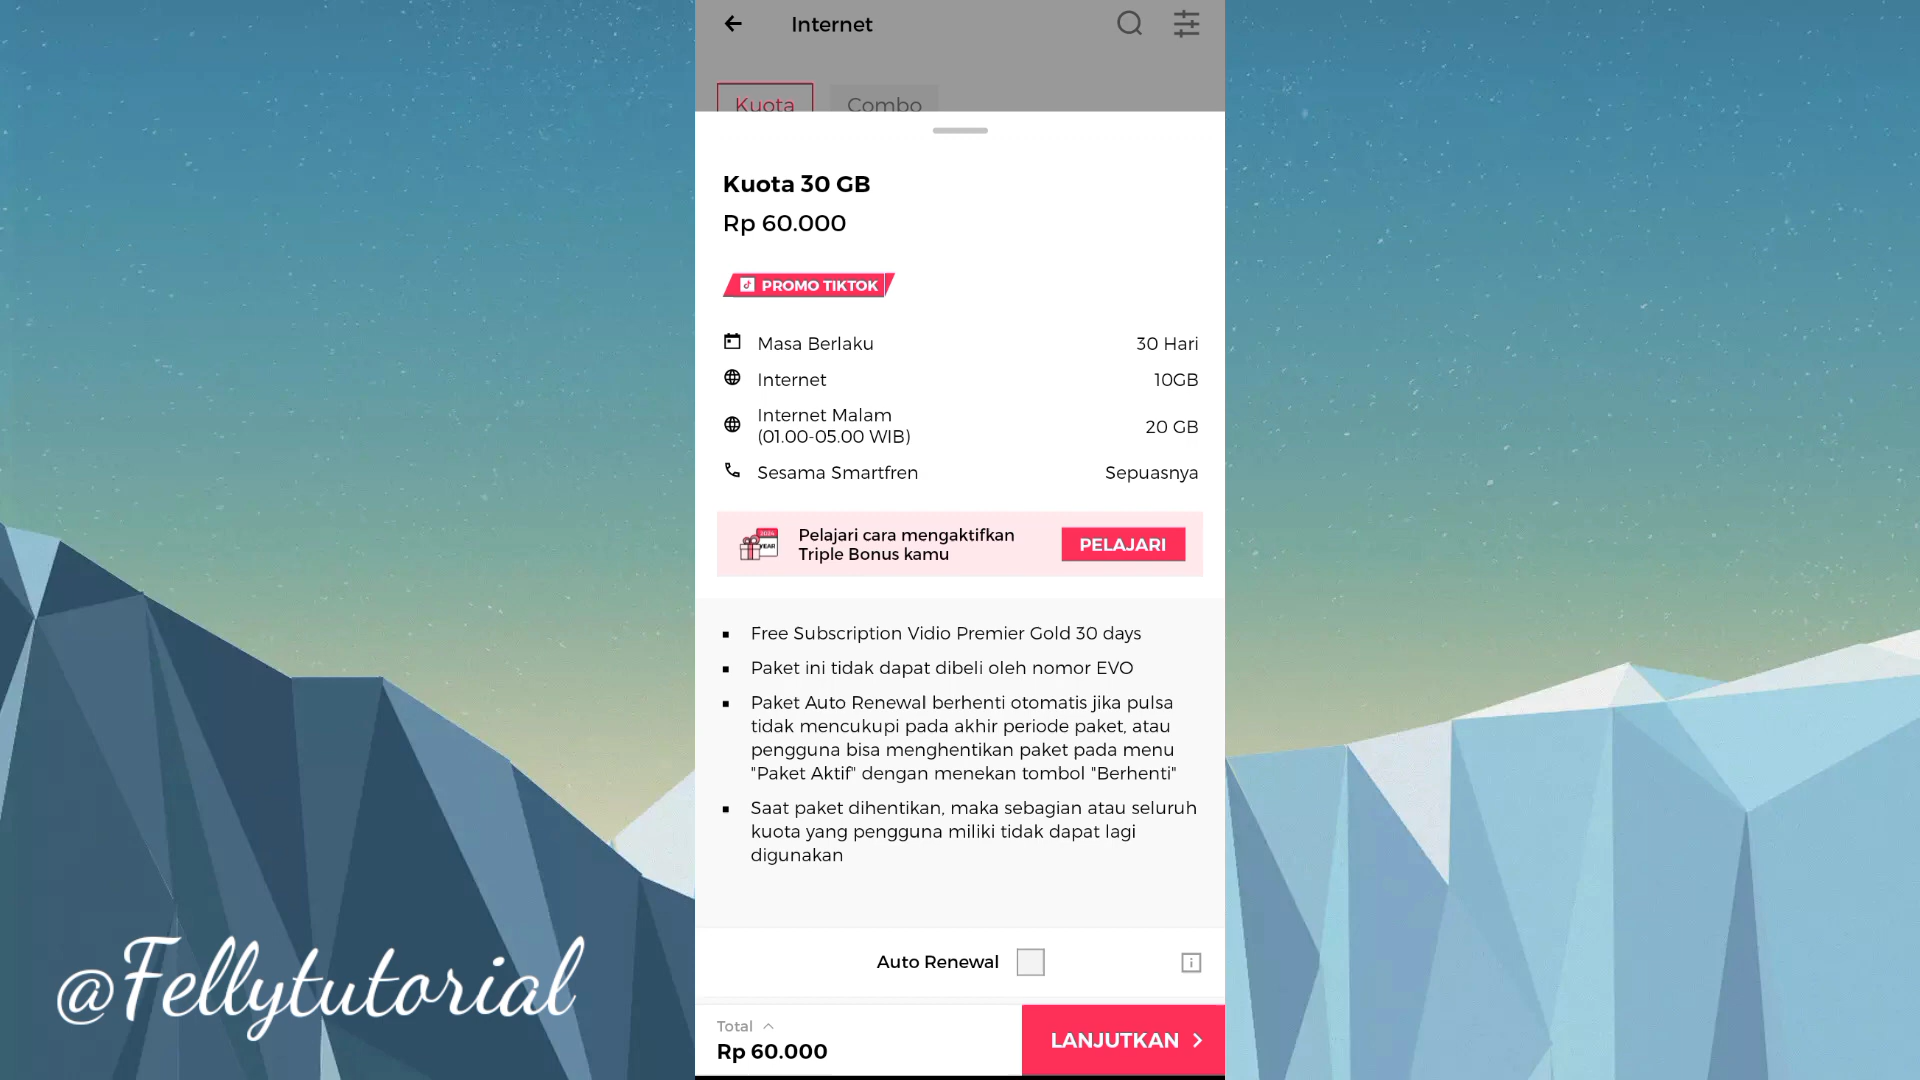 Internet
Kuota Combo
Kuota 30 GB
Rp 60.000
PROMO TIKTOK
Masa Berlaku 30 Hari
Internet 10GB
Internet Malam
(01.00-05.00 WIB) 20 GB
Sesama Smartfren Sepuasnya
2024
YEAR
Pelajari cara mengaktifkan
Triple Bonus kamu
PELAJARI
Free Subscription Vidio Premier Gold 30 days
Paket ini tidak dapat dibeli oleh nomor EVO
Paket Auto Renewal berhenti otomatis jika pulsa
tidak mencukupi pada akhir periode paket, atau
pengguna bisa menghentikan paket pada menu
"Paket Aktif" dengan menekan tombol "Berhenti"
Saat paket dihentikan, maka sebagian atau seluruh
kuota yang pengguna miliki tidak dapat lagi
digunakan
Auto Renewal
Total
Rp 60.000
LANJUTKAN
@Fellytutorial